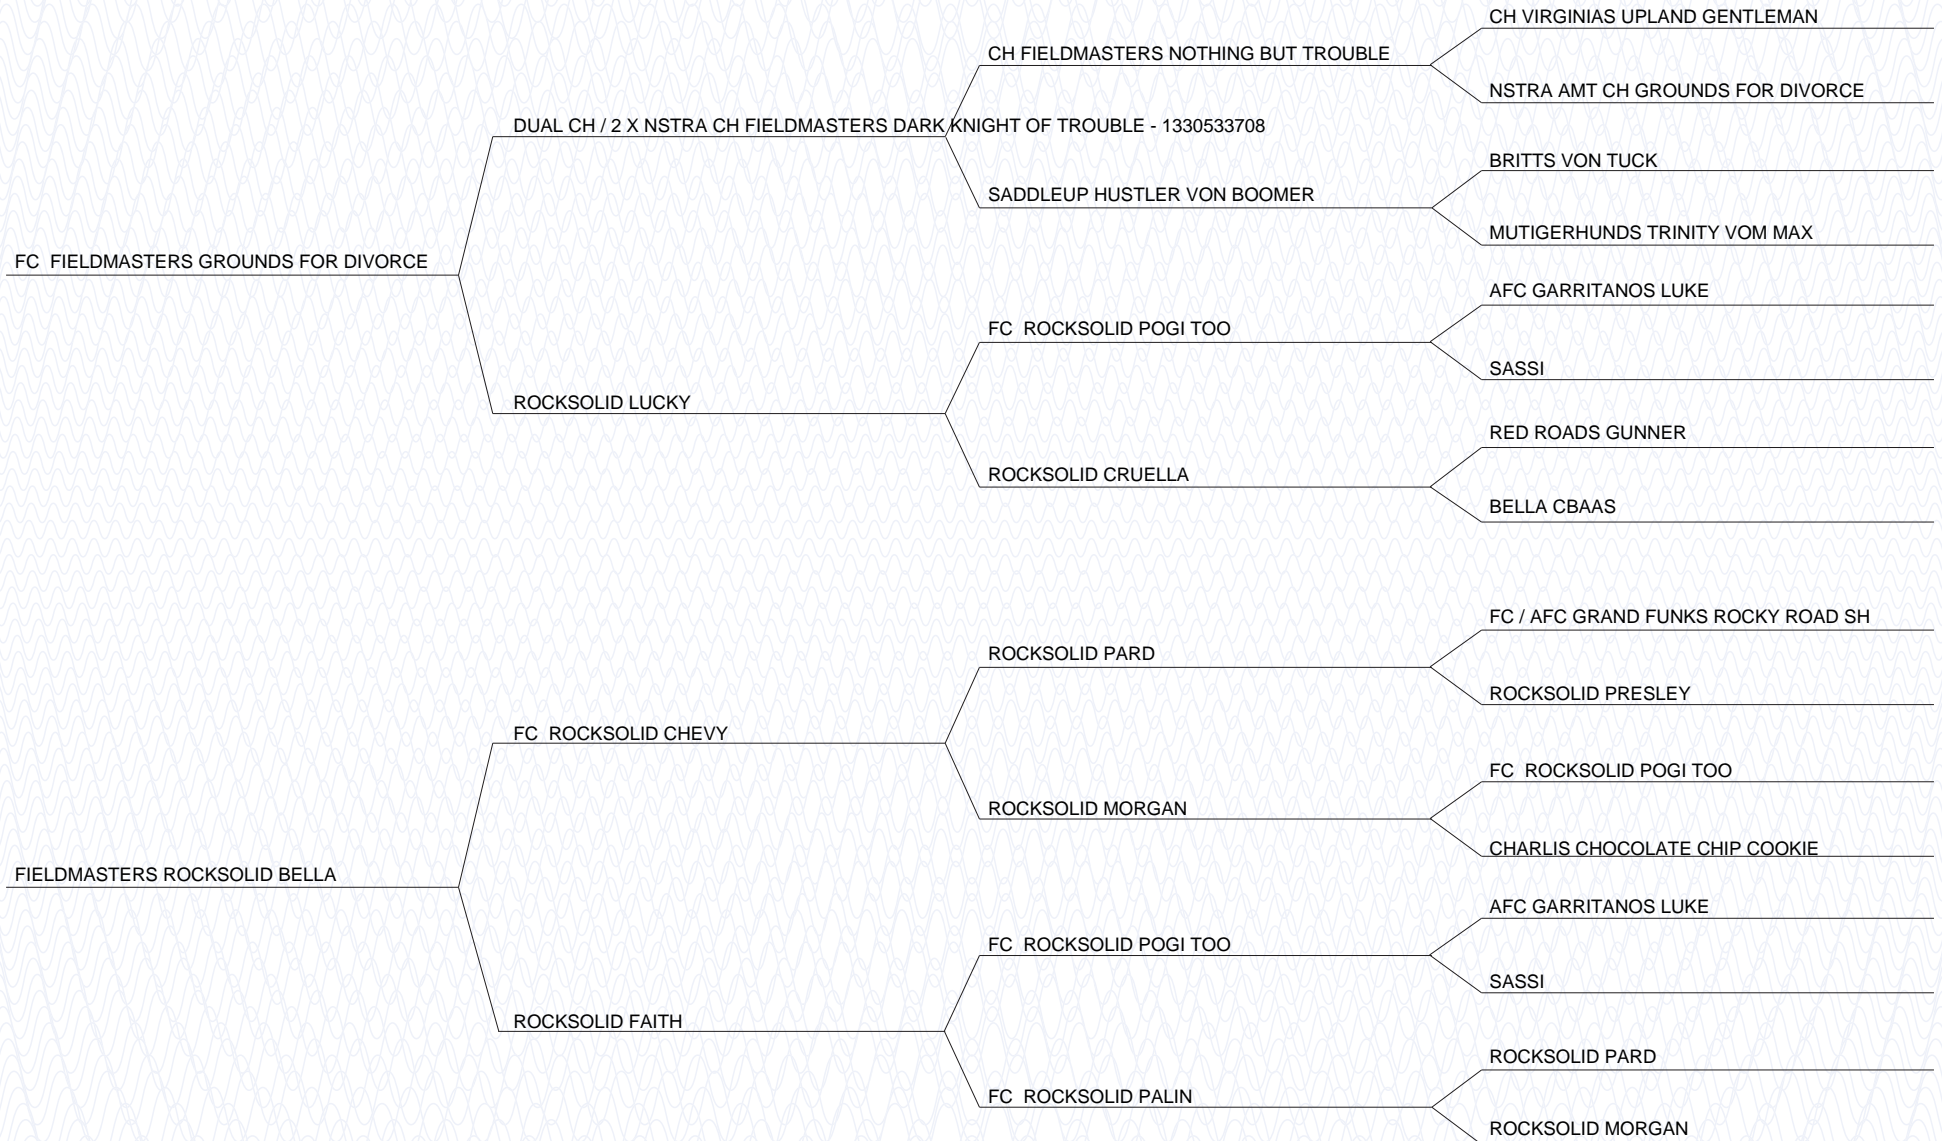 CH VIRGINIAS UPLAND GENTLEMAN
CH FIELDMASTERS NOTHING BUT TROUBLE
NSTRA AMT CH GROUNDS FOR DIVORCE
DUAL CH / 2 X NSTRA CH FIELDMASTERS DARK KNIGHT OF TROUBLE - 1330533708
BRITTS VON TUCK
SADDLEUP HUSTLER VON BOOMER
MUTIGERHUNDS TRINITY VOM MAX
FC  FIELDMASTERS GROUNDS FOR DIVORCE
AFC GARRITANOS LUKE
FC  ROCKSOLID POGI TOO
SASSI
ROCKSOLID LUCKY
RED ROADS GUNNER
ROCKSOLID CRUELLA
BELLA CBAAS
FC / AFC GRAND FUNKS ROCKY ROAD SH
ROCKSOLID PARD
ROCKSOLID PRESLEY
FC  ROCKSOLID CHEVY
FC  ROCKSOLID POGI TOO
ROCKSOLID MORGAN
CHARLIS CHOCOLATE CHIP COOKIE
FIELDMASTERS ROCKSOLID BELLA
AFC GARRITANOS LUKE
FC  ROCKSOLID POGI TOO
SASSI
ROCKSOLID FAITH
ROCKSOLID PARD
FC  ROCKSOLID PALIN
ROCKSOLID MORGAN